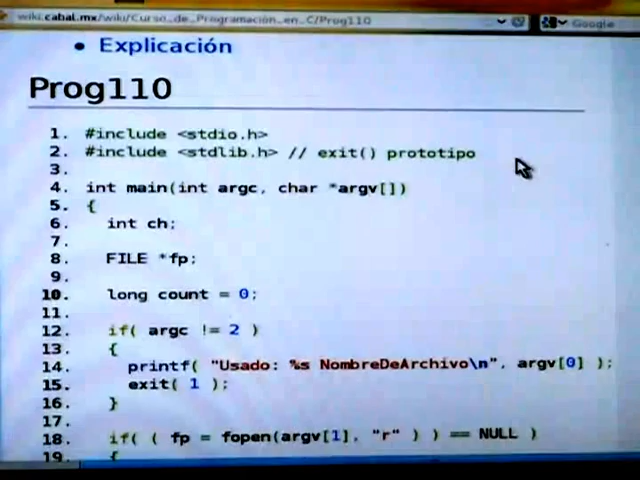 wiki.cabal.mx/wiki/Curso_de_Programación_en_C/Prog110
Google
• Explicación
Prog110
1. #include <stdio.h>
2. #include <stdlib.h> // exit() prototipo
3.
4. int main(int argc, char *argv[])
5. {
6. int ch;
7.
8. FILE *fp;
9.
10. long count = 0;
11.
12. if( argc != 2 )
13. {
14. printf( "Usado: %s NombreDeArchivo\n", argv[0] );
15. exit( 1 );
16. }
17.
18. if( ( fp = fopen(argv[1], "r" ) ) == NULL )
19. {